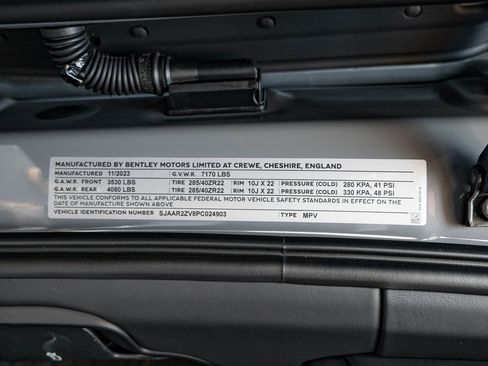 MANUFACTURED BY BENTLEY MOTORS LIMITED AT CREWE, CHESHIRE, ENGLAND
MANUFACTURED 11/2023 G.V.W.R. 7170 LBS
G.A.W.R. FRONT 3530 LBS TIRE 285/40ZR22 RIM 10J X 22 PRESSURE (COLD) 280 KPA, 41 PSI
G.A.W.R. REAR 4080 LBS TIRE 285/40ZR22 RIM 10J X 22 PRESSURE (COLD) 330 KPA, 48 PSI
THIS VEHICLE CONFORMS TO ALL APPLICABLE FEDERAL MOTOR VEHICLE SAFETY STANDARDS IN EFFECT ON THE
DATE OF MANUFACTURE SHOWN ABOVE
VEHICLE IDENTIFICATION NUMBER SJAAR2ZV8PC024903 TYPE MPV